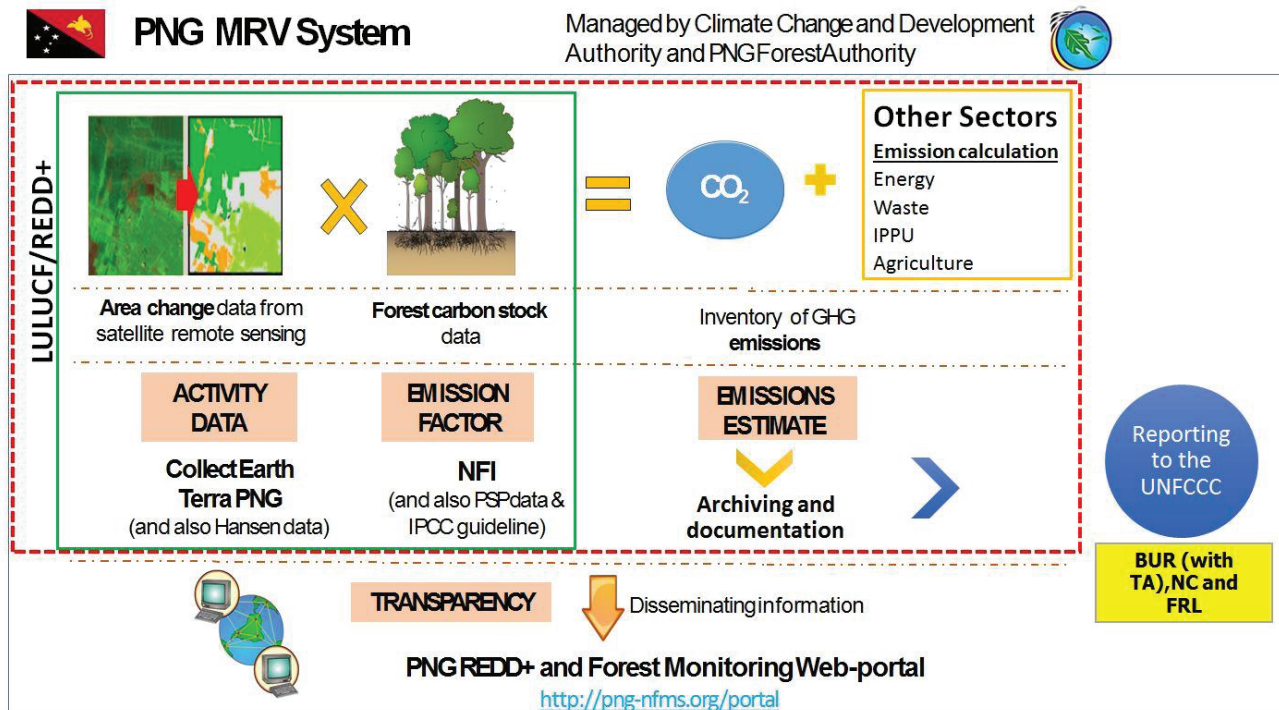 PNG MRV System
Managed by Climate Change and Development
Authority and PNG Forest Authority
LULUCF/REDD+
CO2
Other Sectors
Emission calculation
Energy
Waste
IPPU
Agriculture
Area change data from
satellite remote sensing
Forest carbon stock
data
Inventory of GHG
emissions
ACTIVITY
DATA
EMISSION
FACTOR
EMISSIONS
ESTIMATE
Collect Earth
Terra PNG
(and also Hansen data)
NFI
(and also PSP data &
IPCC guideline)
Archiving and
documentation
Reporting
to the
UNFCCC
BUR (with
TA),NC and
FRL
TRANSPARENCY
Disseminating information
PNG REDD+ and Forest Monitoring Web-portal
http://png-nfms.org/portal